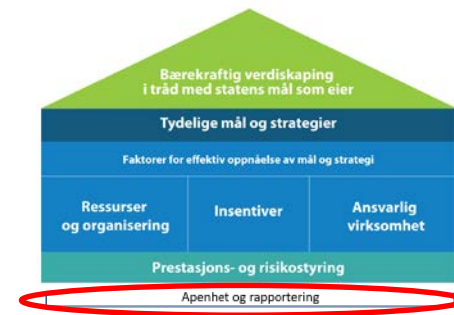 Bærekraftig verdiskaping
i tråd med statens mål som eier
Tydelige mål og strategier
Faktorer for effektiv oppnåelse av mål og strategi
Ressurser
og organisering
Insentiver
Ansvarlig
virksomhet
Prestasjons- og risikostyring
Apenhet og rapportering